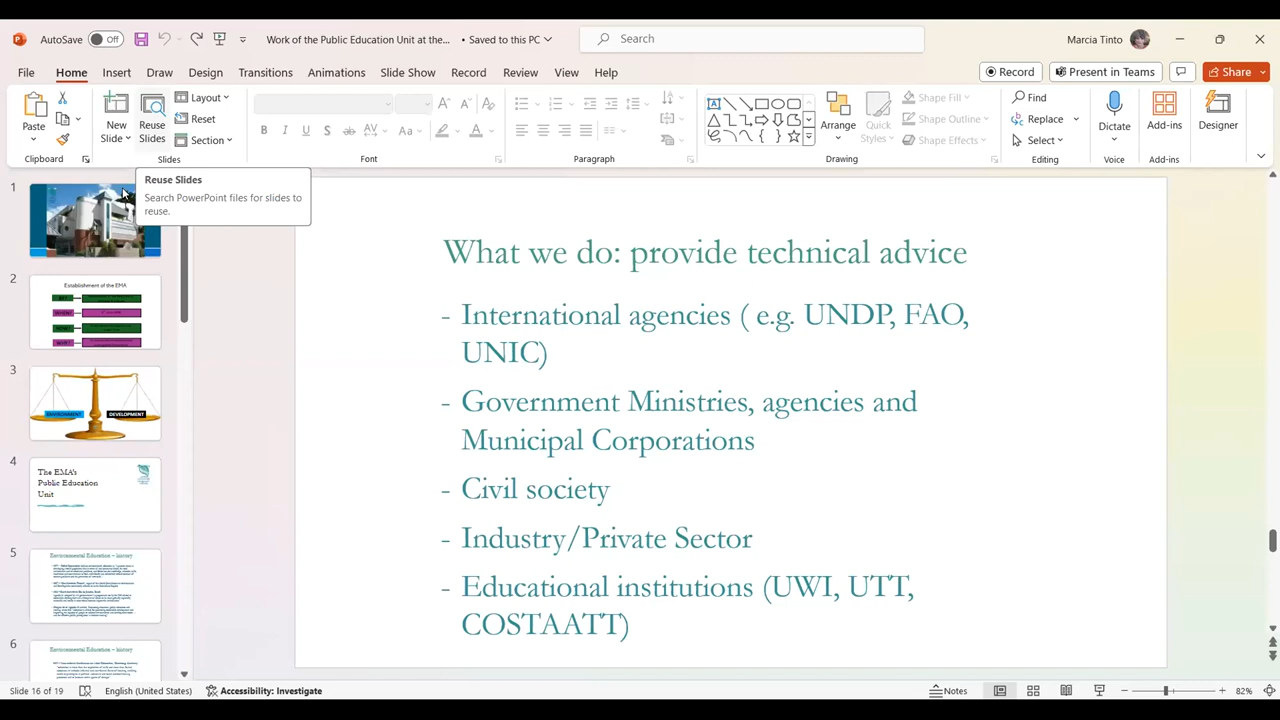 AutoSave Off
Work of the Public Education Unit at the... • Saved to this PC
Search
Marcia Tinto
File Home Insert Draw Design Transitions Animations Slide Show Record Review View Help
Record Present in Teams Share
Paste
New Slide
Reuse Slides
Layout
Reset
Section
Arrange
Quick Styles
Shape Fill
Shape Outline
Shape Effects
Find
Replace
Select
Dictate
Add-ins
Designer
Clipboard Slides Font Paragraph Drawing Editing Voice Add-ins
Reuse Slides
Search PowerPoint files for slides to
reuse.
1
2
Establishment of the EMA
3
ENVIRONMENT DEVELOPMENT
4
The EMA's
Public Education
Unit
5
Environmental Education – history
6
Environmental Education – history
What we do: provide technical advice
- International agencies ( e.g. UNDP, FAO,
UNIC)
- Government Ministries, agencies and
Municipal Corporations
- Civil society
- Industry/Private Sector
- Educational institutions (UWI, UTT,
COSTAATT)
Slide 16 of 19 English (United States) Accessibility: Investigate Notes 82%